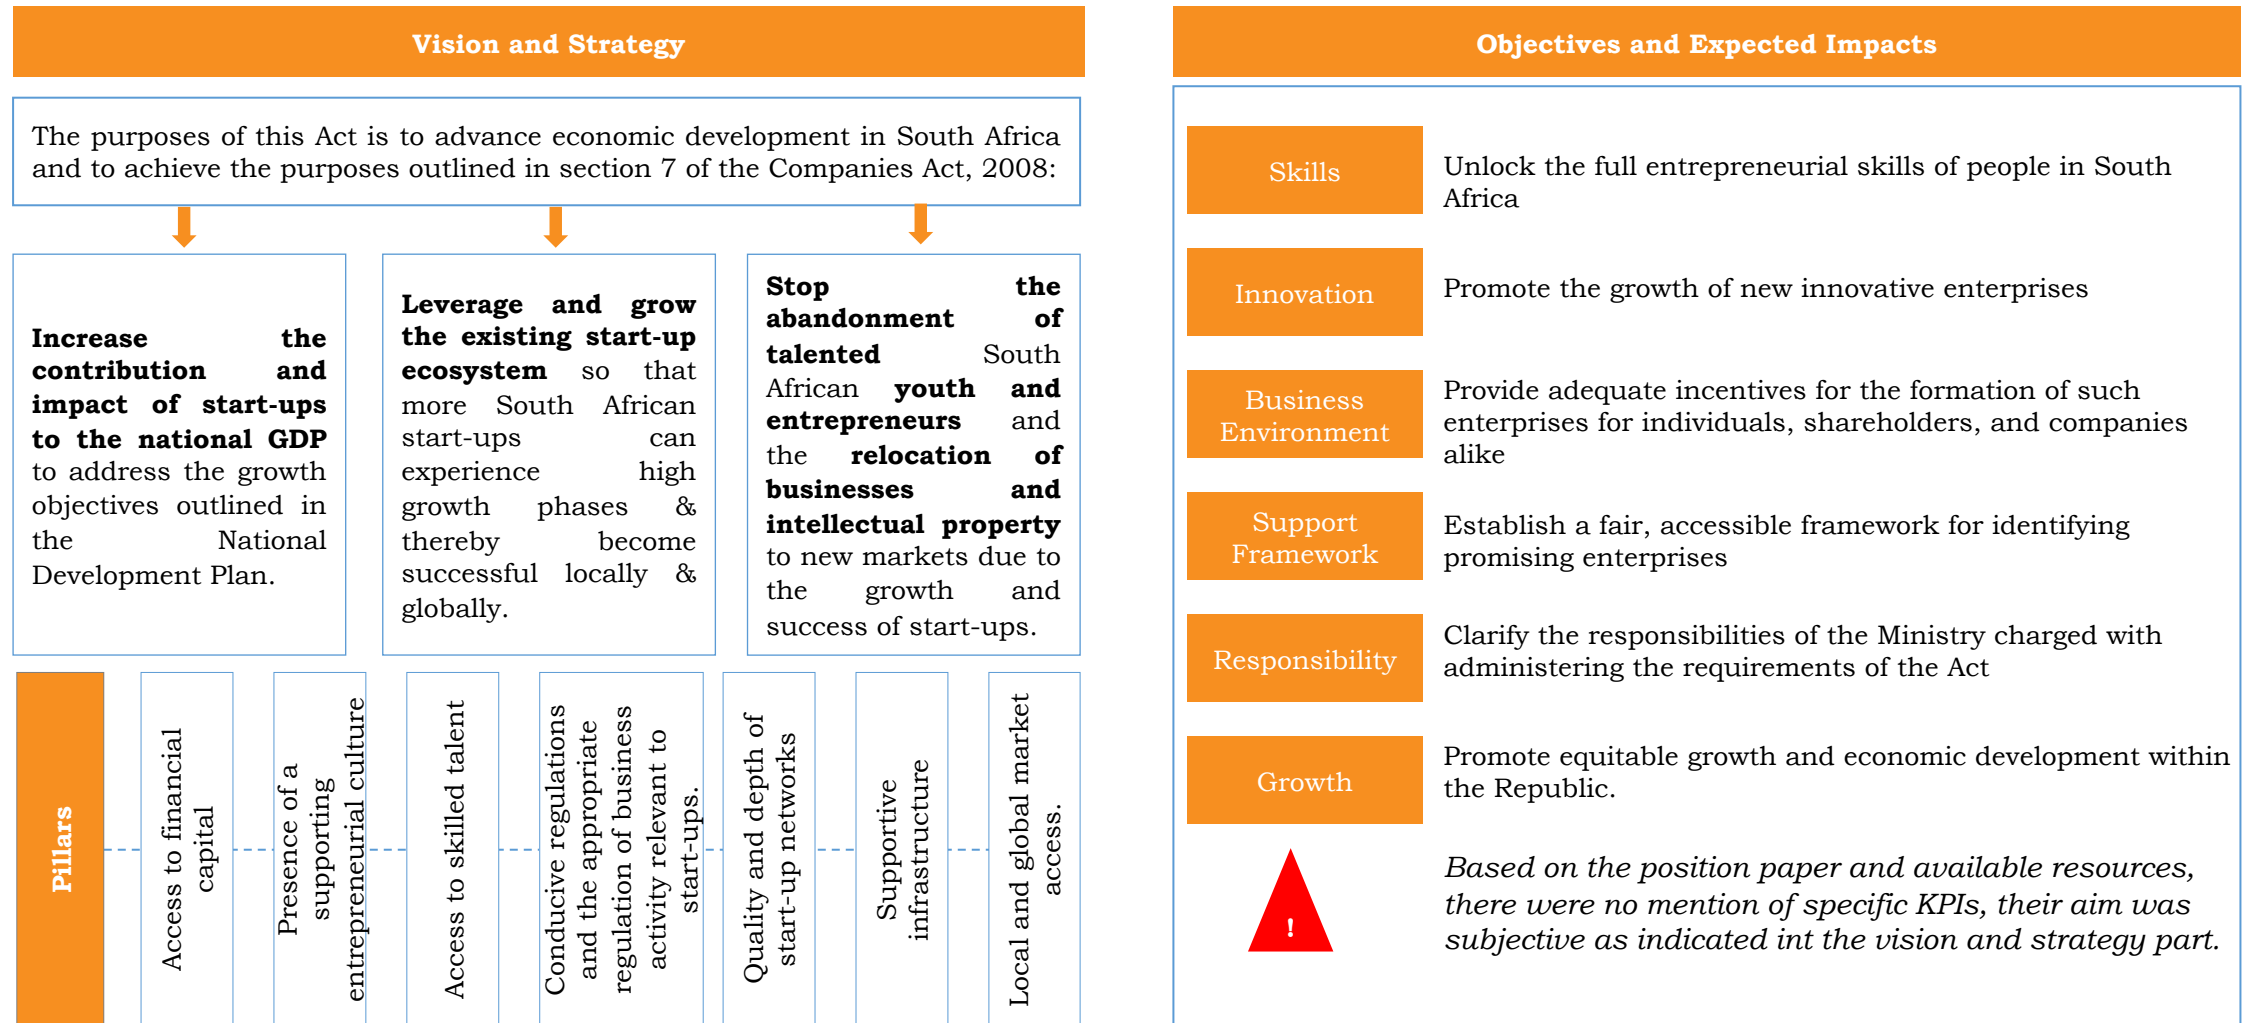 Vision and Strategy
The purposes of this Act is to advance economic development in South Africa
and to achieve the purposes outlined in section 7 of the Companies Act, 2008:
Increase the
contribution and
impact of start-ups
to the national GDP
to address the growth
objectives outlined in
the National
Development Plan.
Leverage and grow
the existing start-up
ecosystem so that
more South African
start-ups can
experience high
growth phases &
thereby become
successful locally &
globally.
Stop the
abandonment of
talented South
African youth and
entrepreneurs and
the relocation of
businesses and
intellectual property
to new markets due to
the growth and
success of start-ups.
Pillars
Access to financial
capital
Presence of a
supporting
entrepreneurial culture
Access to skilled talent
Conducive regulations
and the appropriate
regulation of business
activity relevant to
start-ups.
Quality and depth of
start-up networks
Supportive
infrastructure
Local and global market
access.
Objectives and Expected Impacts
Skills
Unlock the full entrepreneurial skills of people in South
Africa
Innovation
Promote the growth of new innovative enterprises
Business
Environment
Provide adequate incentives for the formation of such
enterprises for individuals, shareholders, and companies
alike
Support
Framework
Establish a fair, accessible framework for identifying
promising enterprises
Responsibility
Clarify the responsibilities of the Ministry charged with
administering the requirements of the Act
Growth
Promote equitable growth and economic development within
the Republic.
!
Based on the position paper and available resources,
there were no mention of specific KPIs, their aim was
subjective as indicated int the vision and strategy part.